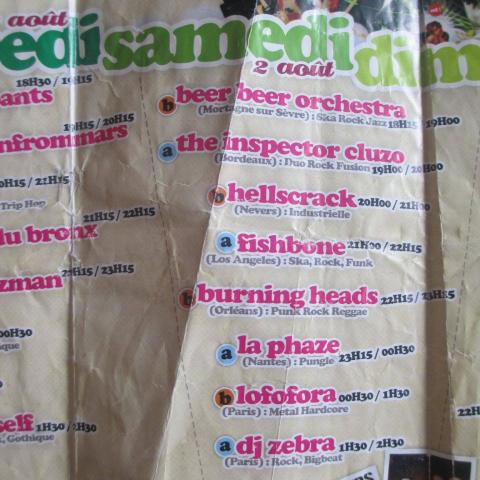 août
edi samedi dim
2 août
18H30 / 19H15
ants
19H15 / 20H15
nfrommars
0H15 / 21H15
Trip Hop
21H15 / 22H15
du bronx
zman 22H15 / 23H15
00H30
self 1H30 / 2H30
, Gothique
b beer beer orchestra
(Mortagne sur Sèvre) : Ska Rock Jazz 18H15 / 19H00
a the inspector cluzo
(Bordeaux) : Duo Rock Fusion 19H00 / 20H00
b hellscrack 20H00 / 21H00
(Nevers) : Industrielle
a fishbone 21H00 / 22H15
(Los Angeles) : Ska, Rock, Funk
b burning heads 22H15 / 23H15
(Orléans) : Punk Rock Reggae
a la phaze 23H15 / 00H30
(Nantes) : Pungle
b lofofora 00H30 / 1H30
(Paris) : Métal Hardcore
a dj zebra 1H30 / 2H30
(Paris) : Rock, Bigbeat
22H